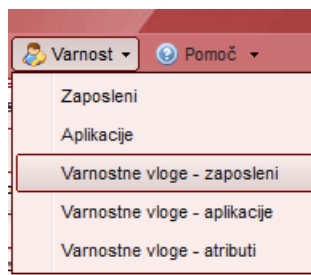 Varnost Pomoč
Zaposleni
Aplikacije
Varnostne vloge - zaposleni
Varnostne vloge - aplikacije
Varnostne vloge - atributi